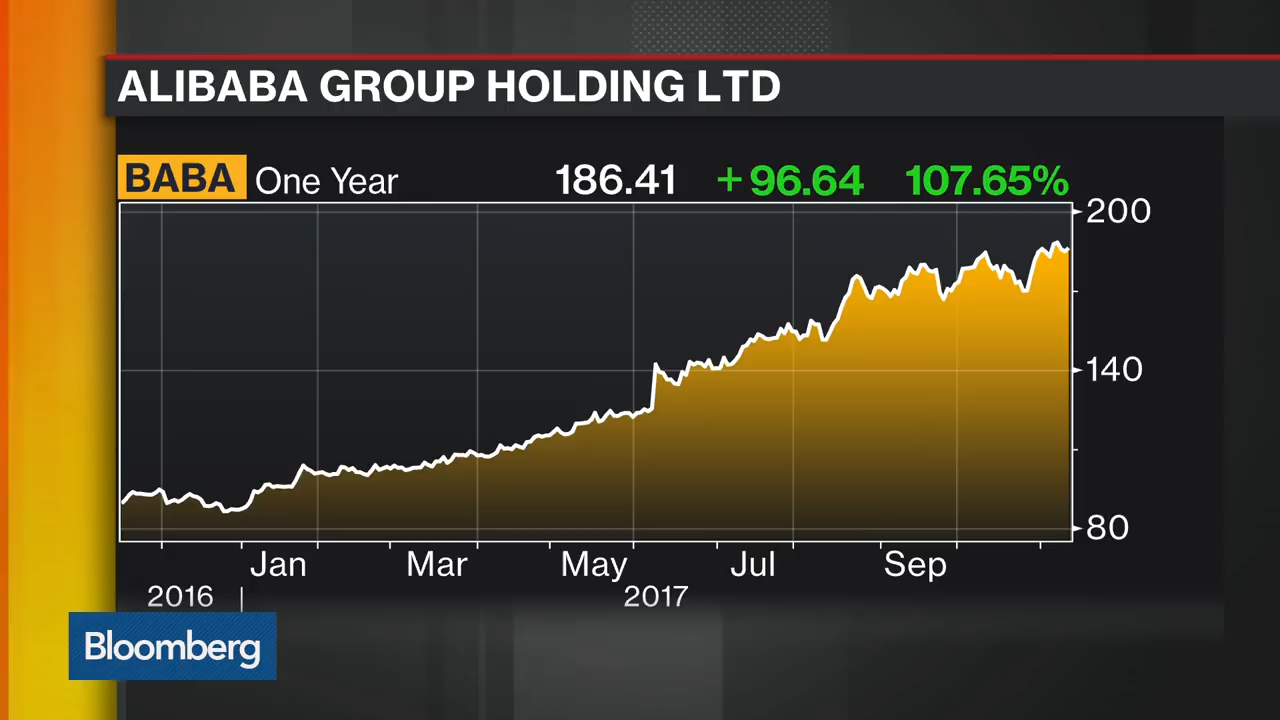 ALIBABA GROUP HOLDING LTD
BABA One Year 186.41 +96.64 107.65%
200
140
80
Jan Mar May Jul Sep
2016 2017
Bloomberg